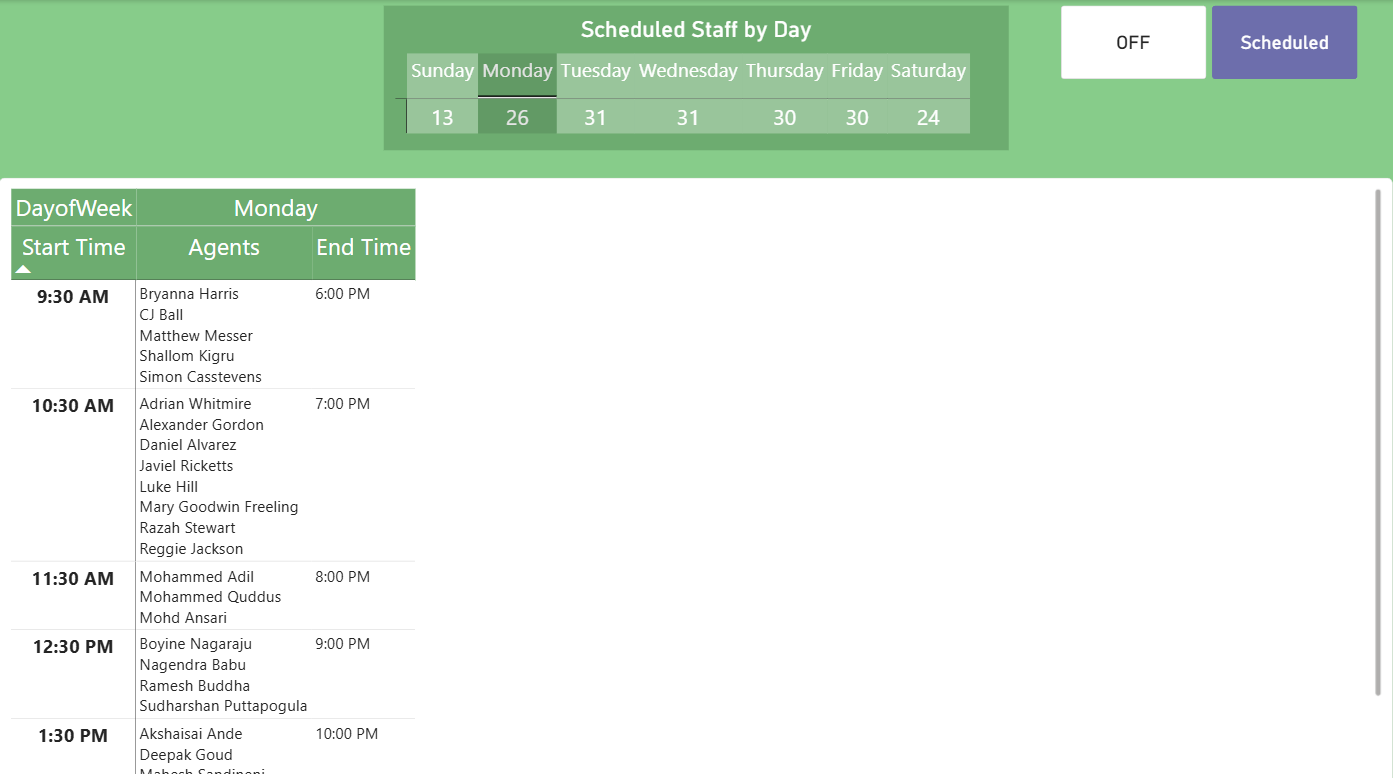 Scheduled Staff by Day
OFF
Scheduled
Sunday Monday Tuesday Wednesday Thursday Friday Saturday
13 26 31 31 30 30 24
DayofWeek Monday
Start Time Agents End Time
9:30 AM Bryanna Harris 6:00 PM
CJ Ball
Matthew Messer
Shallom Kigru
Simon Casstevens
10:30 AM Adrian Whitmire 7:00 PM
Alexander Gordon
Daniel Alvarez
Javiel Ricketts
Luke Hill
Mary Goodwin Freeling
Razah Stewart
Reggie Jackson
11:30 AM Mohammed Adil 8:00 PM
Mohammed Quddus
Mohd Ansari
12:30 PM Boyine Nagaraju 9:00 PM
Nagendra Babu
Ramesh Buddha
Sudharshan Puttapogula
1:30 PM Akshaisai Ande 10:00 PM
Deepak Goud